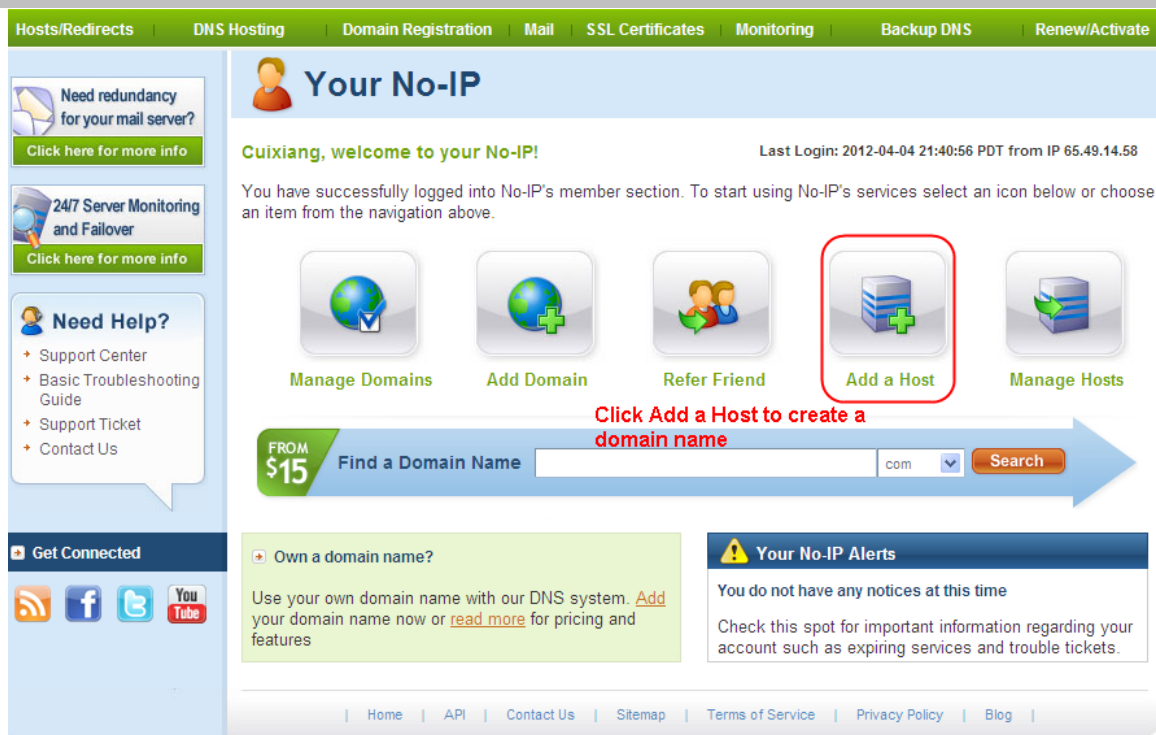 Hosts/Redirects DNS Hosting Domain Registration Mail SSL Certificates Monitoring Backup DNS Renew/Activate
Need redundancy
for your mail server?
Click here for more info
24/7 Server Monitoring
and Failover
Click here for more info
Need Help?
Support Center
Basic Troubleshooting
Guide
Support Ticket
Contact Us
Get Connected
You
Tube
Your No-IP
Cuixiang, welcome to your No-IP! Last Login: 2012-04-04 21:40:56 PDT from IP 65.49.14.58
You have successfully logged into No-IP's member section. To start using No-IP's services select an icon below or choose
an item from the navigation above.
Manage Domains Add Domain Refer Friend Add a Host Manage Hosts
Click Add a Host to create a
domain name
FROM
$15
Find a Domain Name com Search
Own a domain name?
Use your own domain name with our DNS system. Add
your domain name now or read more for pricing and
features
Your No-IP Alerts
You do not have any notices at this time
Check this spot for important information regarding your
account such as expiring services and trouble tickets.
| Home | API | Contact Us | Sitemap | Terms of Service | Privacy Policy | Blog |